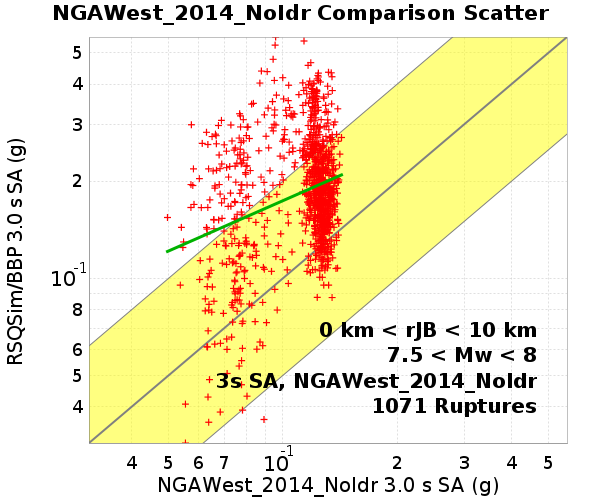 NGAWest_2014_NoIdr Comparison Scatter
RSQSim/BBP 3.0 s SA (g)
5
4
3
2
10-1
8
6
5
4
0 km < rJB < 10 km
7.5 < Mw < 8
3s SA, NGAWest_2014_NoIdr
1071 Ruptures
4 5 6 7 10-1 2 3 4 5
NGAWest_2014_NoIdr 3.0 s SA (g)